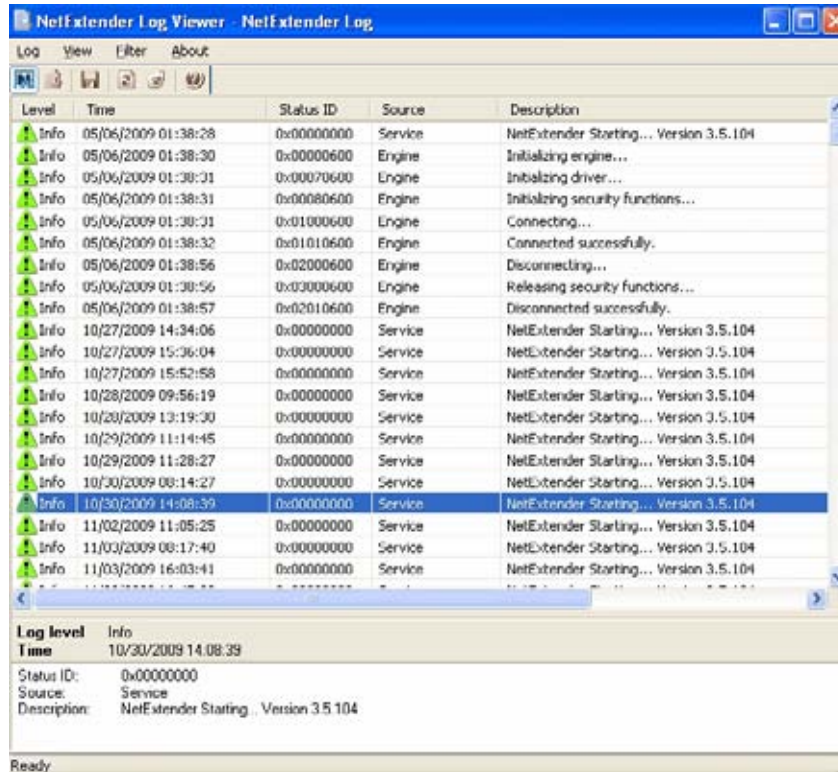 NetExtender Log Viewer - NetExtender Log
Log View Filter About
Level Time Status ID Source Description
Info 05/06/2009 01:38:28 0x00000000 Service NetExtender Starting... Version 3.5.104
Info 05/06/2009 01:38:30 0x00000600 Engine Initializing engine...
Info 05/06/2009 01:38:31 0x00070600 Engine Initializing driver...
Info 05/06/2009 01:38:31 0x00080600 Engine Initializing security functions...
Info 05/06/2009 01:38:31 0x01000600 Engine Connecting...
Info 05/06/2009 01:38:32 0x01010600 Engine Connected successfully.
Info 05/06/2009 01:38:56 0x02000600 Engine Disconnecting...
Info 05/06/2009 01:38:56 0x03000600 Engine Releasing security functions...
Info 05/06/2009 01:38:57 0x02010600 Engine Disconnected successfully.
Info 10/27/2009 14:34:06 0x00000000 Service NetExtender Starting... Version 3.5.104
Info 10/27/2009 15:36:04 0x00000000 Service NetExtender Starting... Version 3.5.104
Info 10/27/2009 15:52:58 0x00000000 Service NetExtender Starting... Version 3.5.104
Info 10/28/2009 09:56:19 0x00000000 Service NetExtender Starting... Version 3.5.104
Info 10/28/2009 13:19:30 0x00000000 Service NetExtender Starting... Version 3.5.104
Info 10/29/2009 11:14:45 0x00000000 Service NetExtender Starting... Version 3.5.104
Info 10/29/2009 11:28:27 0x00000000 Service NetExtender Starting... Version 3.5.104
Info 10/30/2009 08:14:27 0x00000000 Service NetExtender Starting... Version 3.5.104
Info 10/30/2009 14:08:39 0x00000000 Service NetExtender Starting... Version 3.5.104
Info 11/02/2009 11:05:25 0x00000000 Service NetExtender Starting... Version 3.5.104
Info 11/03/2009 08:17:40 0x00000000 Service NetExtender Starting... Version 3.5.104
Info 11/03/2009 16:03:41 0x00000000 Service NetExtender Starting... Version 3.5.104
Log level Info
Time 10/30/2009 14:08:39
Status ID: 0x00000000
Source: Service
Description: NetExtender Starting... Version 3.5.104
Ready